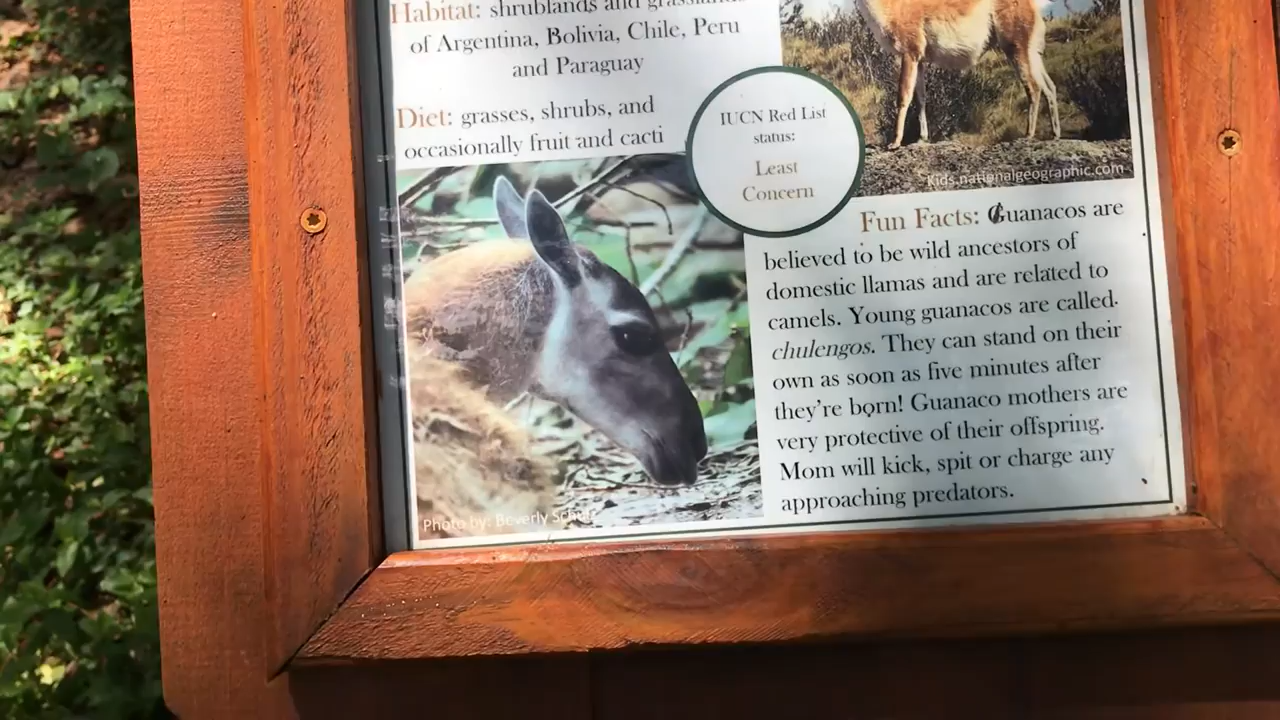 Habitat: shrublands and grasslands
of Argentina, Bolivia, Chile, Peru
and Paraguay
Diet: grasses, shrubs, and
occasionally fruit and cacti
IUCN Red List
status:
Least
Concern
Kids.nationalgeographic.com
Fun Facts: Guanacos are
believed to be wild ancestors of
domestic llamas and are related to
camels. Young guanacos are called
chulengos. They can stand on their
own as soon as five minutes after
they're born! Guanaco mothers are
very protective of their offspring.
Mom will kick, spit or charge any
approaching predators.
Photo by: Beverly